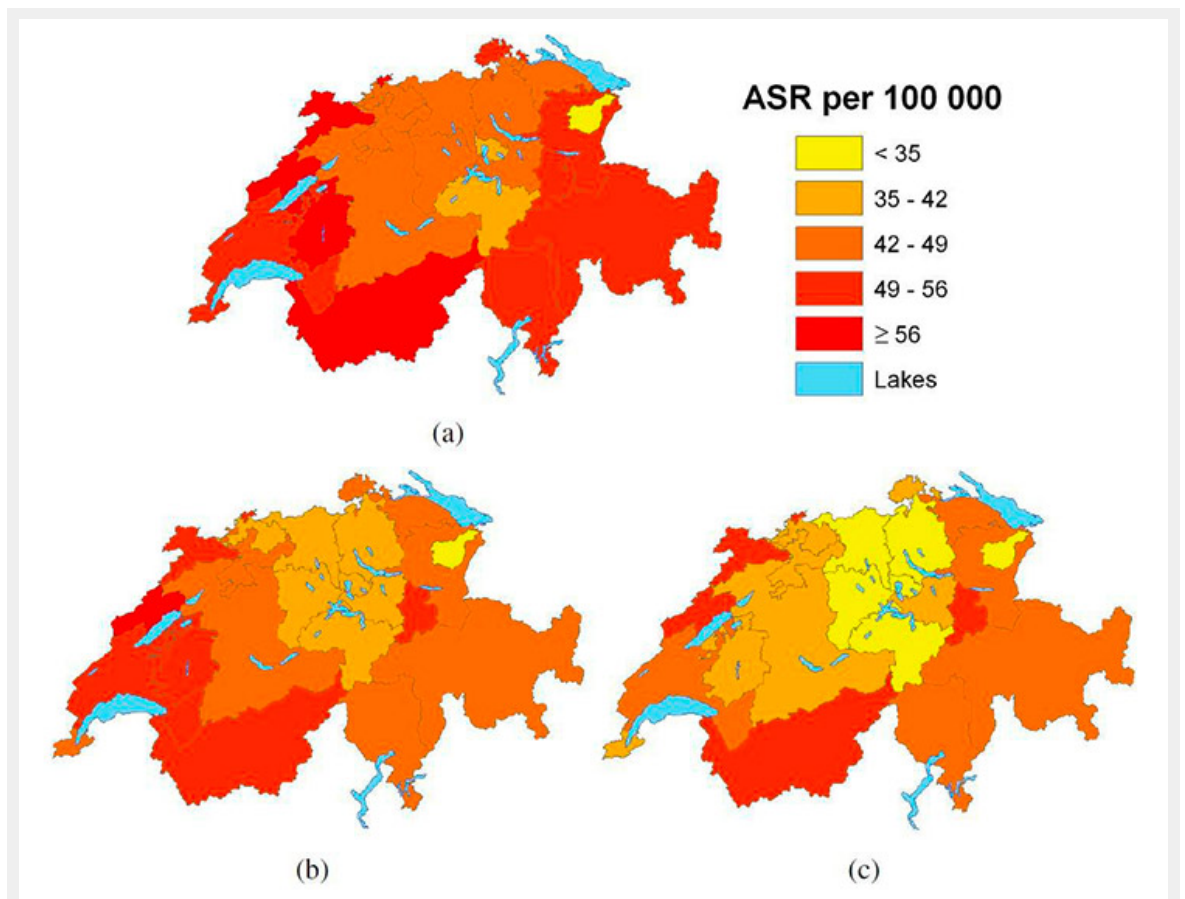 ASR per 100 000
< 35
35 - 42
42 - 49
49 - 56
≥ 56
Lakes
(a)
(b)
(c)